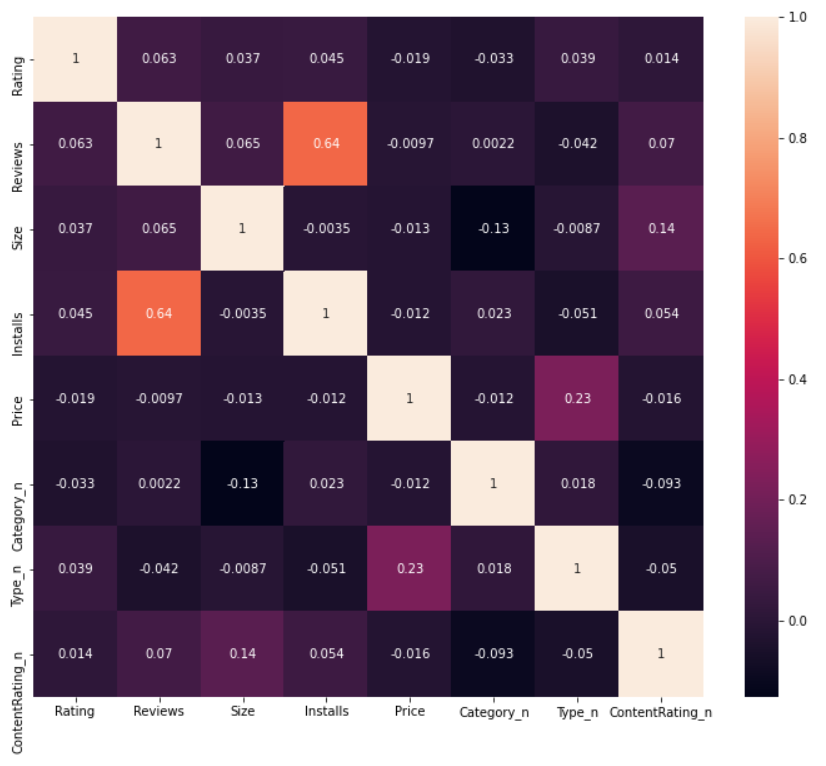 Rating 1 0.063 0.037 0.045 -0.019 -0.033 0.039 0.014
Reviews 0.063 1 0.065 0.64 -0.0097 0.0022 -0.042 0.07
Size 0.037 0.065 1 -0.0035 -0.013 -0.13 -0.0087 0.14
Installs 0.045 0.64 -0.0035 1 -0.012 0.023 -0.051 0.054
Price -0.019 -0.0097 -0.013 -0.012 1 -0.012 0.23 -0.016
Category_n -0.033 0.0022 -0.13 0.023 -0.012 1 0.018 -0.093
Type_n 0.039 -0.042 -0.0087 -0.051 0.23 0.018 1 -0.05
ContentRating_n 0.014 0.07 0.14 0.054 -0.016 -0.093 -0.05 1
Rating Reviews Size Installs Price Category_n Type_n ContentRating_n
1.0
0.8
0.6
0.4
0.2
0.0